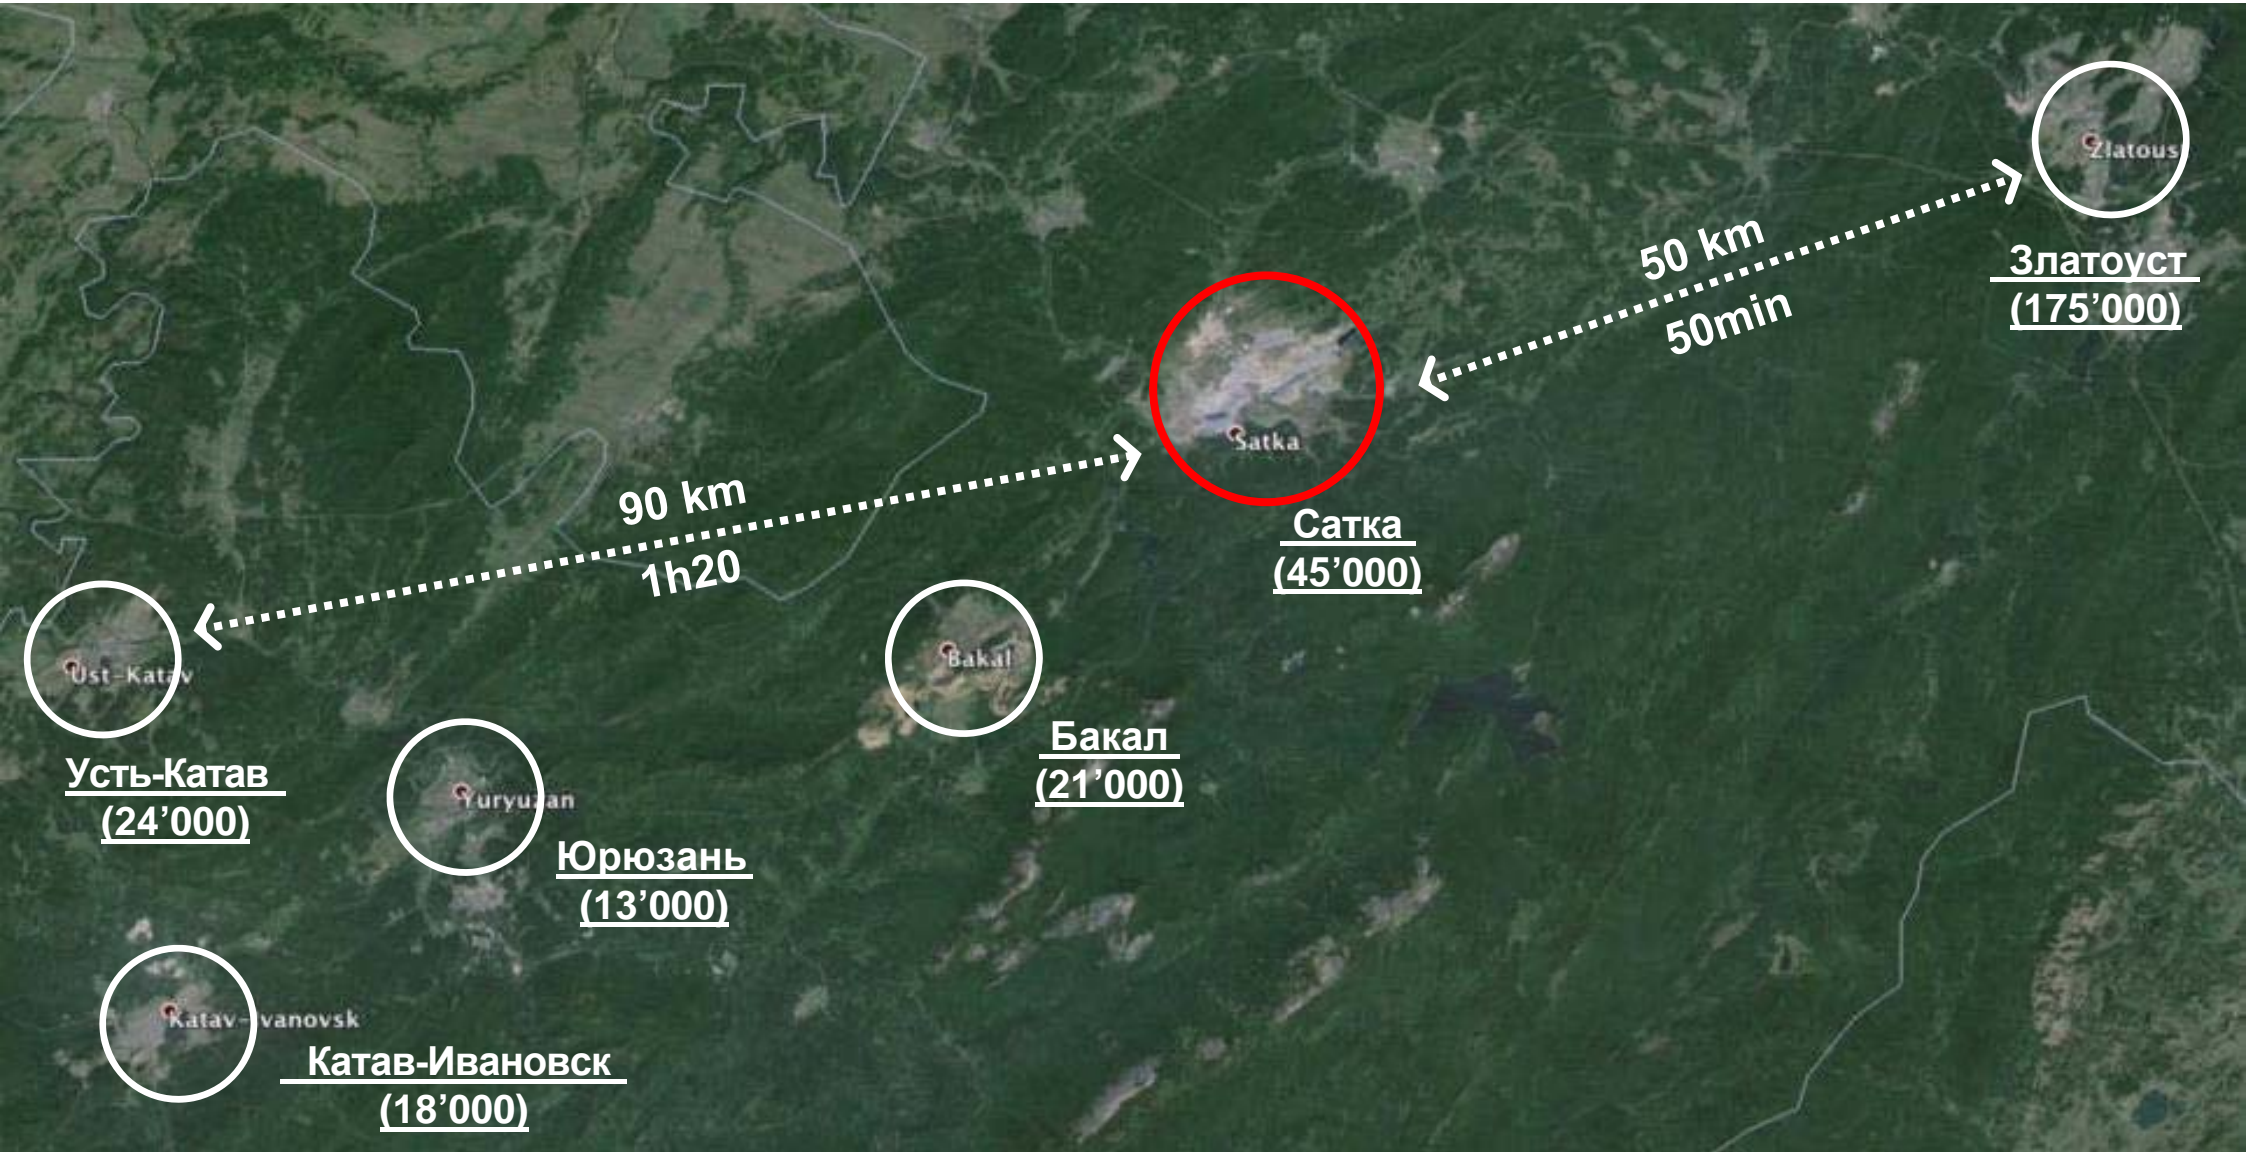 Zlatous
50 km
50min
Златоуст
(175’000)
Satka
Сатка
(45’000)
90 km
1h20
Ust-Katav
Усть-Катав
(24’000)
Bakal
Бакал
(21’000)
Yuryuzan
Юрюзань
(13’000)
Katav-Ivanovsk
Катав-Ивановск
(18’000)